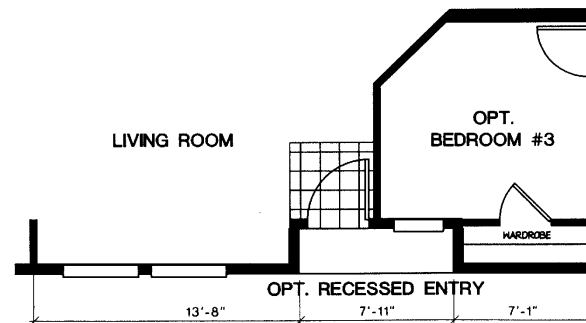 OPT.
LIVING ROOM
BEDROOM #3
WARDROBE
OPT. RECESSED ENTRY
13'-8"
7'-11"
7'-1"